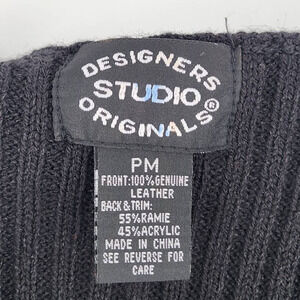 DESIGNERS
STUDIO
ORIGINALS®
PM
FRONT:100%GENUINE
LEATHER
BACK&TRIM:
55%RAMIE
45%ACRYLIC
MADE IN CHINA
SEE REVERSE FOR
CARE